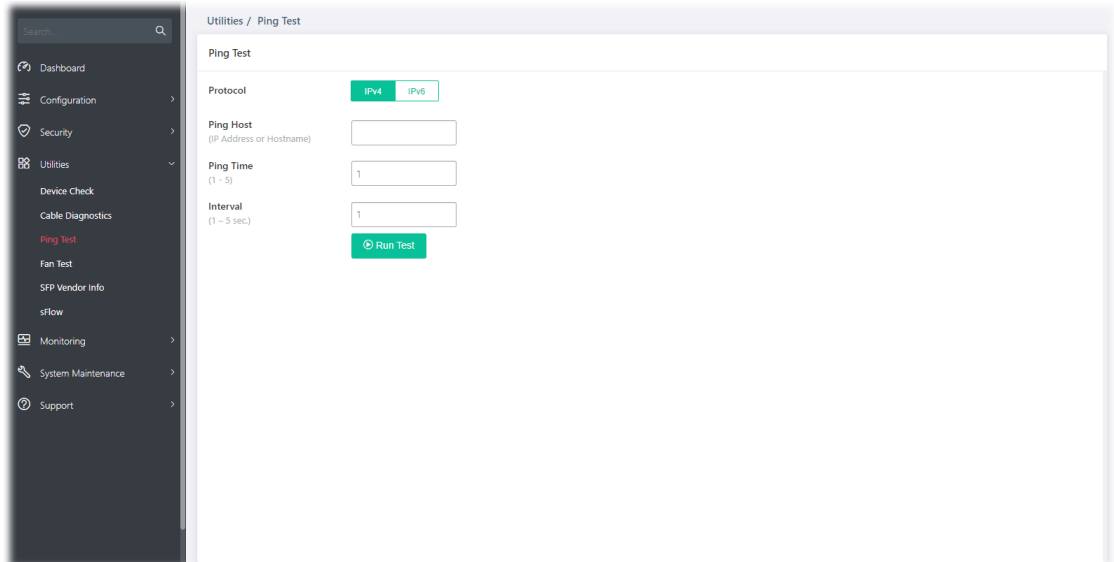 Search...
Dashboard
Configuration
Security
Utilities
Device Check
Cable Diagnostics
Ping Test
Fan Test
SFP Vendor Info
sFlow
Monitoring
System Maintenance
Support
Utilities / Ping Test
Ping Test
Protocol
IPv4 IPv6
Ping Host
(IP Address or Hostname)
Ping Time
(1 - 5)
1
Interval
(1 – 5 sec.)
1
Run Test